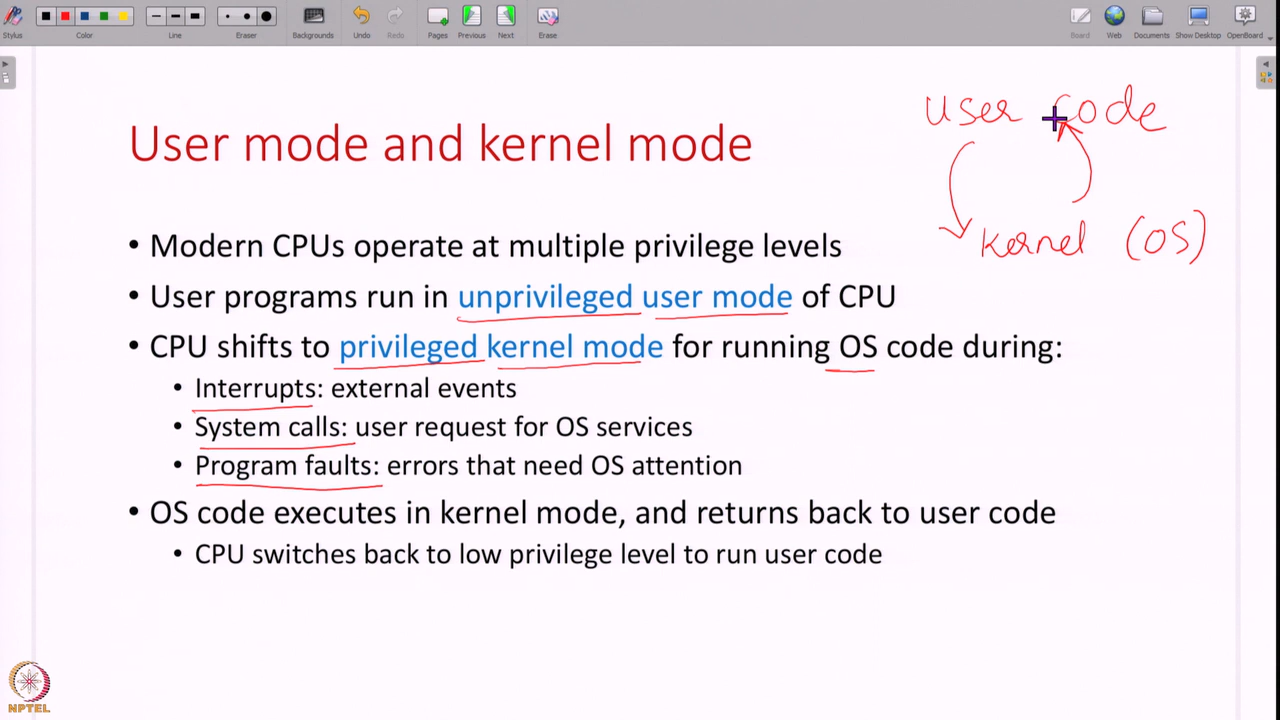 Stylus Color Line Eraser Backgrounds Undo Redo Pages Previous Next Erase Board Web Documents Show Desktop OpenBoard
user code
kernel (OS)
User mode and kernel mode
• Modern CPUs operate at multiple privilege levels
• User programs run in unprivileged user mode of CPU
• CPU shifts to privileged kernel mode for running OS code during:
• Interrupts: external events
• System calls: user request for OS services
• Program faults: errors that need OS attention
• OS code executes in kernel mode, and returns back to user code
• CPU switches back to low privilege level to run user code
NPTEL